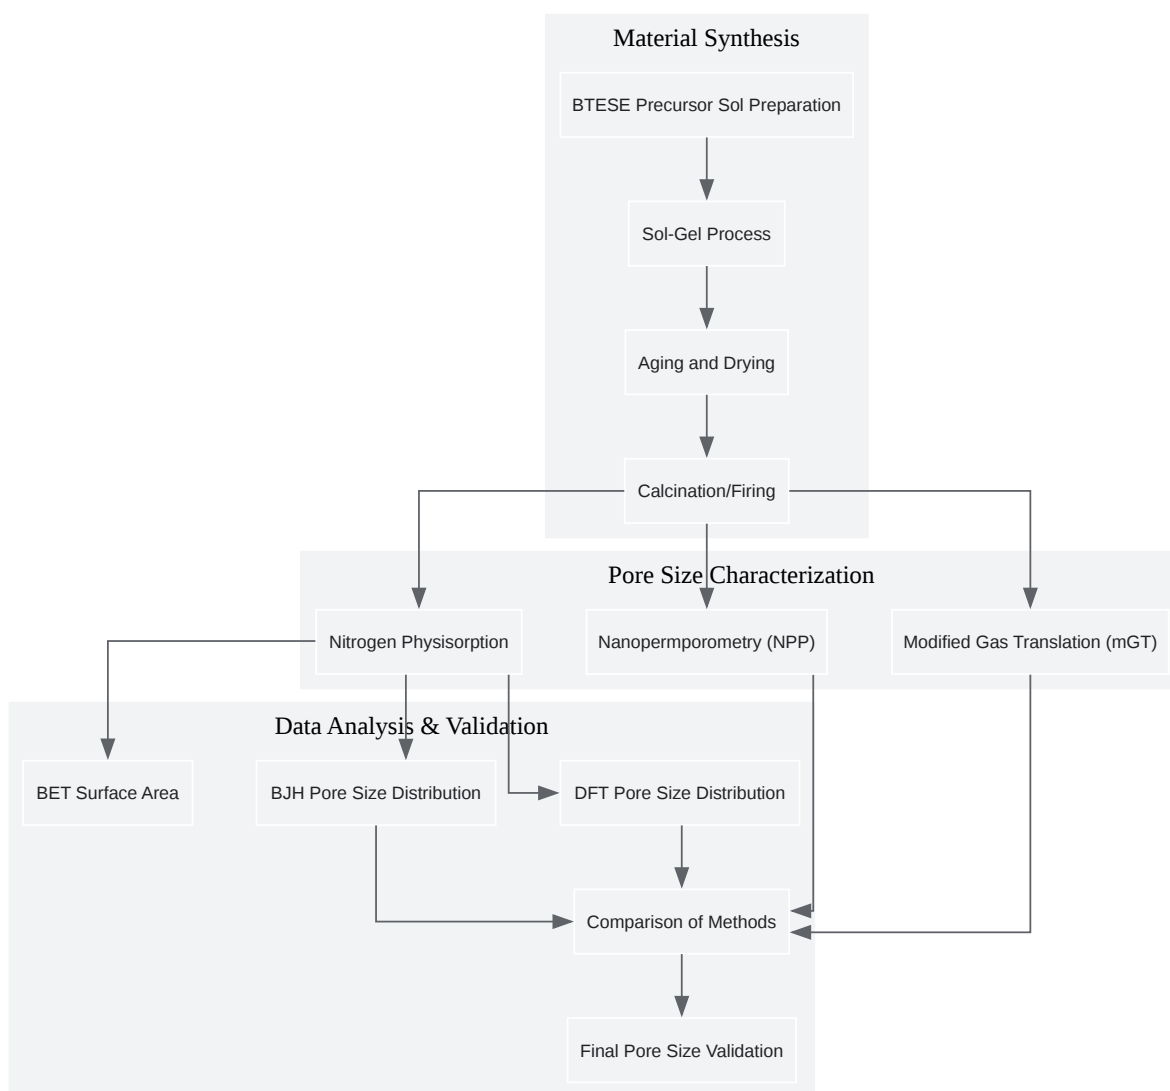 Material Synthesis
BTESE Precursor Sol Preparation
Sol-Gel Process
Aging and Drying
Calcination/Firing
Pore Size Characterization
Nitrogen Physisorption
Nanopermporometry (NPP)
Modified Gas Translation (mGT)
Data Analysis & Validation
BET Surface Area
BJH Pore Size Distribution
DFT Pore Size Distribution
Comparison of Methods
Final Pore Size Validation